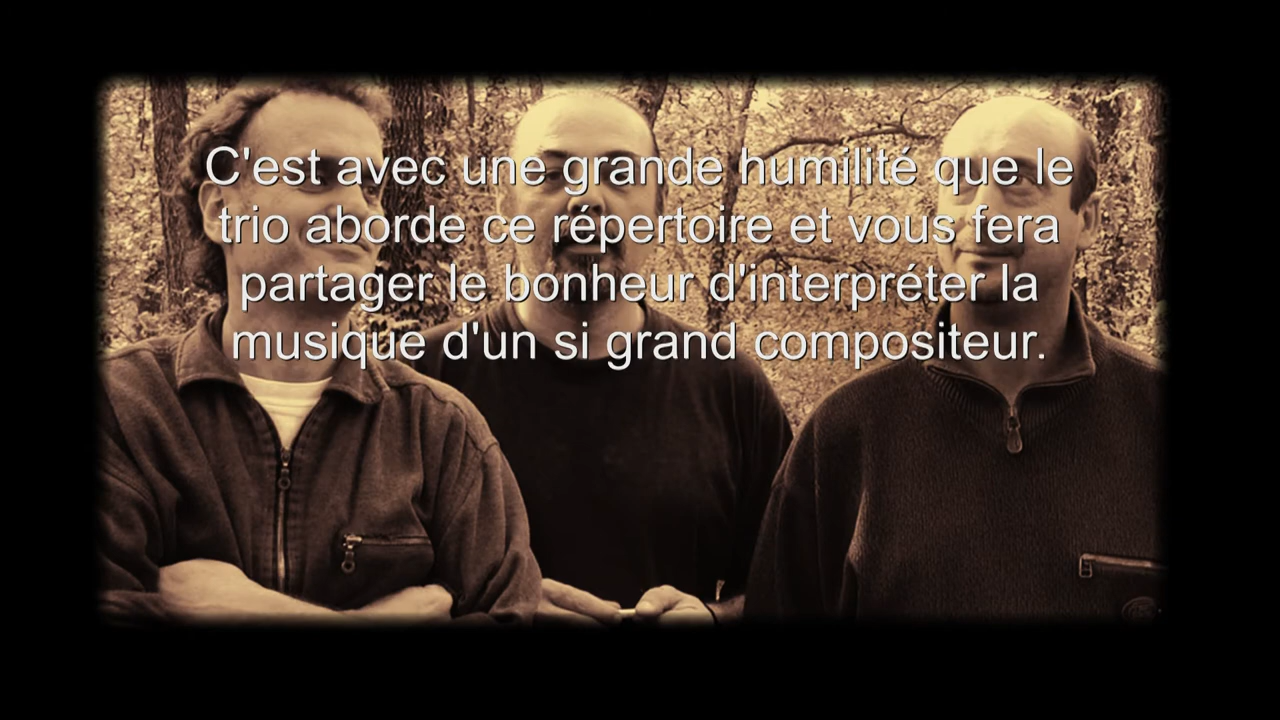 C'est avec une grande humilité que le
trio aborde ce répertoire et vous fera
partager le bonheur d'interpréter la
musique d'un si grand compositeur.